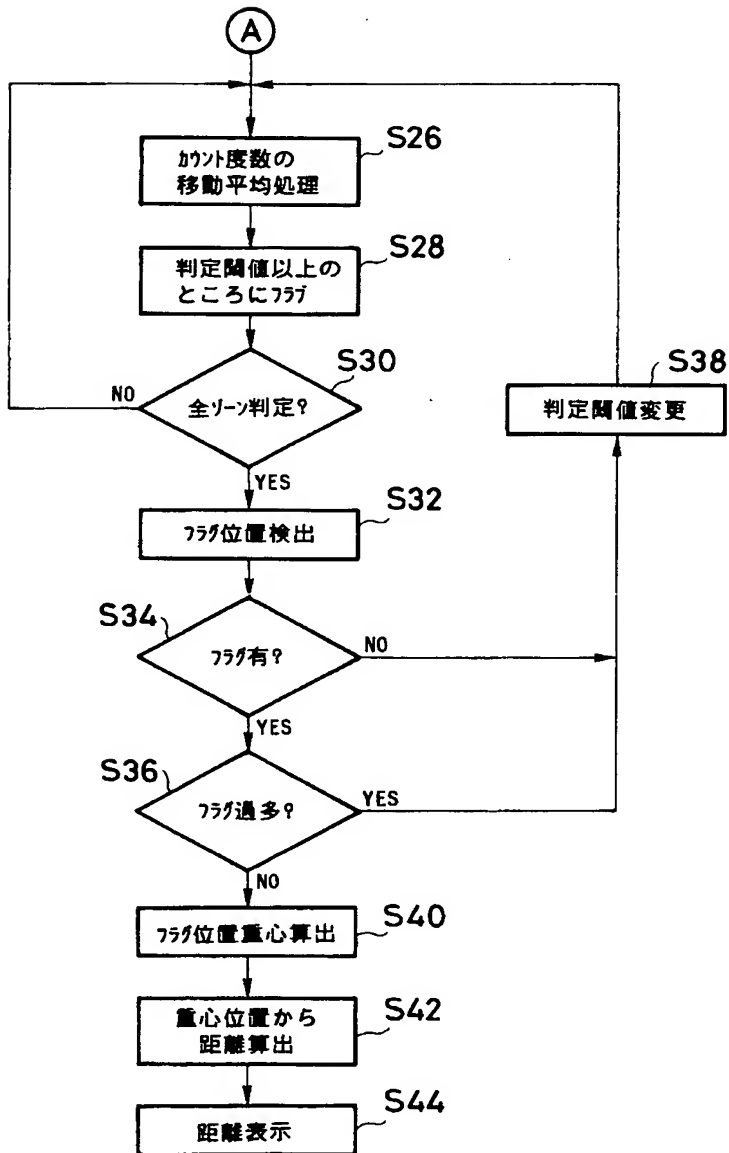 A
S26
カウント度数の
移動平均処理
S28
判定閾値以上の
ところにフラグ
S30
全ゾーン判定?
NO
YES
S38
判定閾値変更
S32
フラグ位置検出
S34
フラグ有?
NO
YES
S36
フラグ過多?
YES
NO
S40
フラグ位置重心算出
S42
重心位置から
距離算出
S44
距離表示